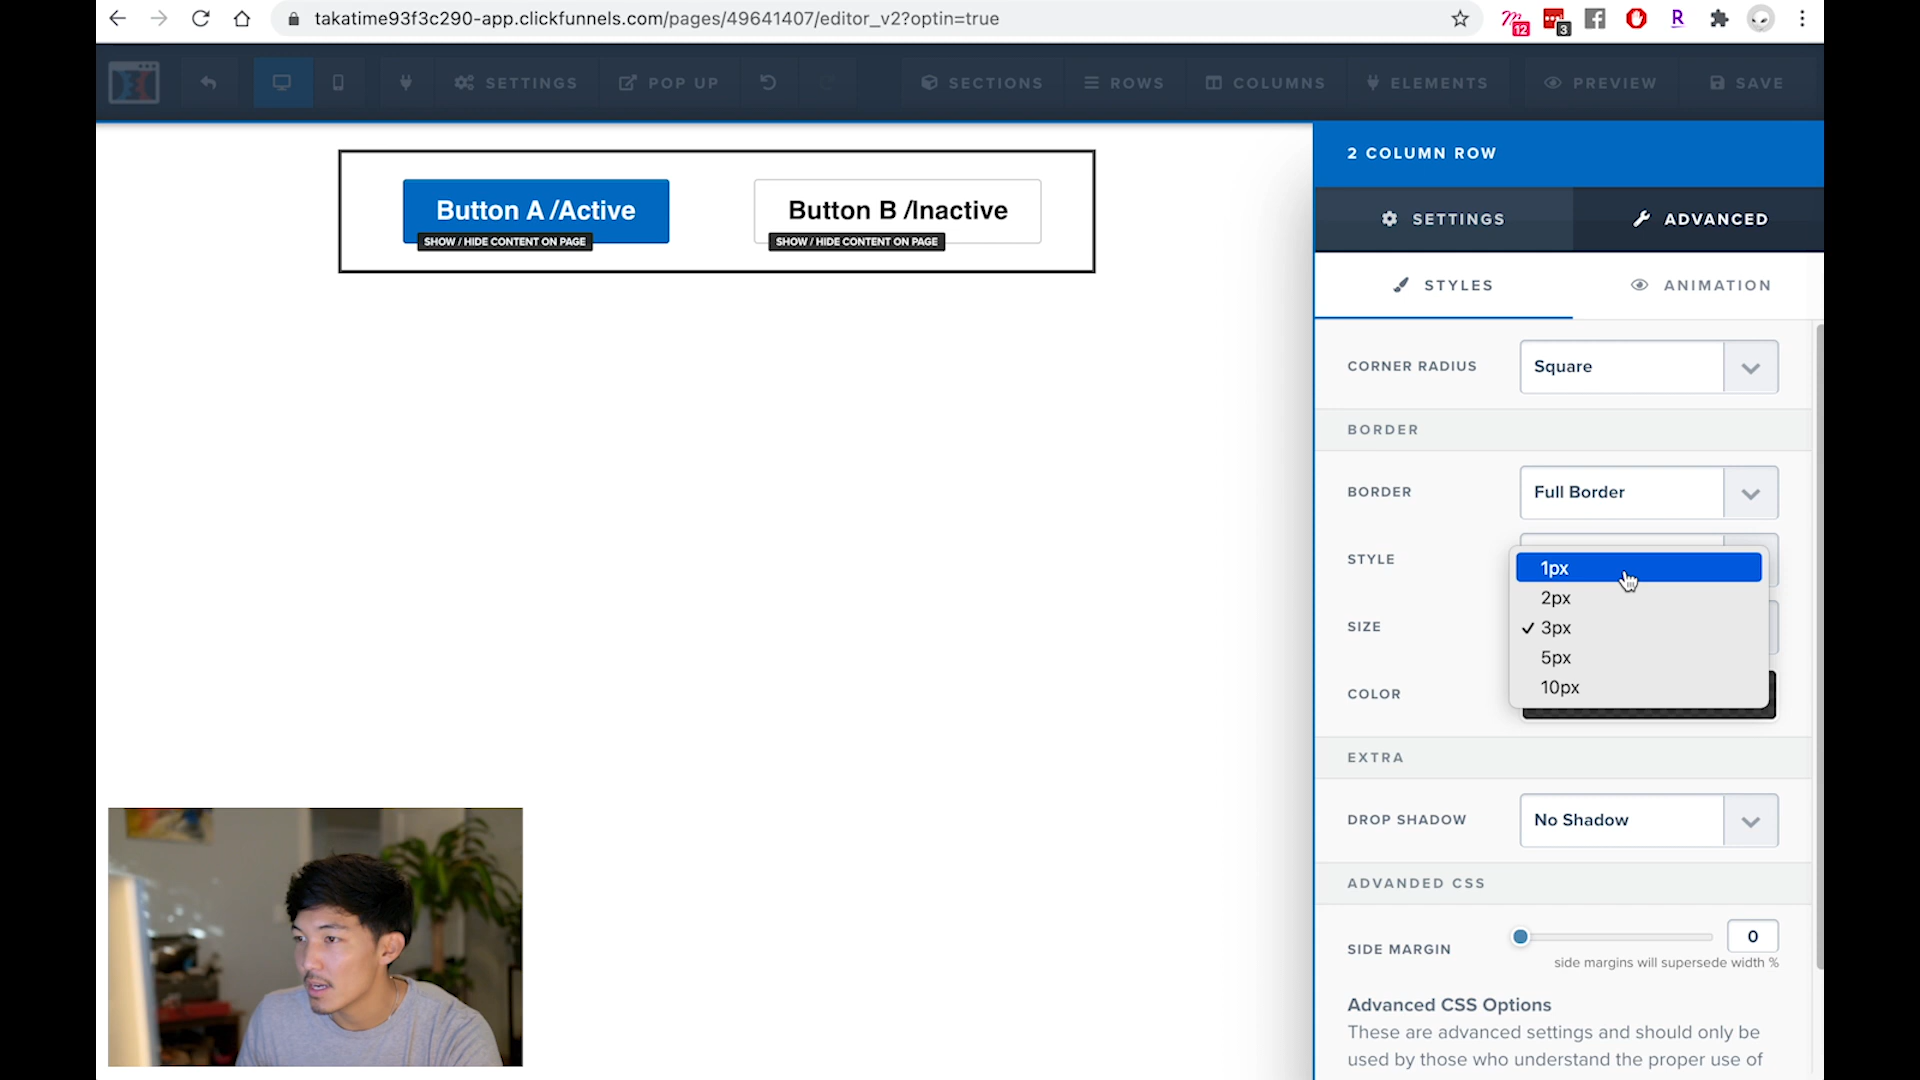 takatime93f3c290-app.clickfunnels.com/pages/49641407/editor_v2?optin=true
12
3
R
SETTINGS
POP UP
SECTIONS
ROWS
COLUMNS
ELEMENTS
PREVIEW
SAVE
Button A /Active
SHOW / HIDE CONTENT ON PAGE
Button B /Inactive
SHOW / HIDE CONTENT ON PAGE
2 COLUMN ROW
SETTINGS
ADVANCED
STYLES
ANIMATION
CORNER RADIUS
Square
BORDER
BORDER
Full Border
STYLE
SIZE
COLOR
1px
2px
3px
5px
10px
EXTRA
DROP SHADOW
No Shadow
ADVANDED CSS
SIDE MARGIN
0
side margins will supersede width %
Advanced CSS Options
These are advanced settings and should only be
used by those who understand the proper use of